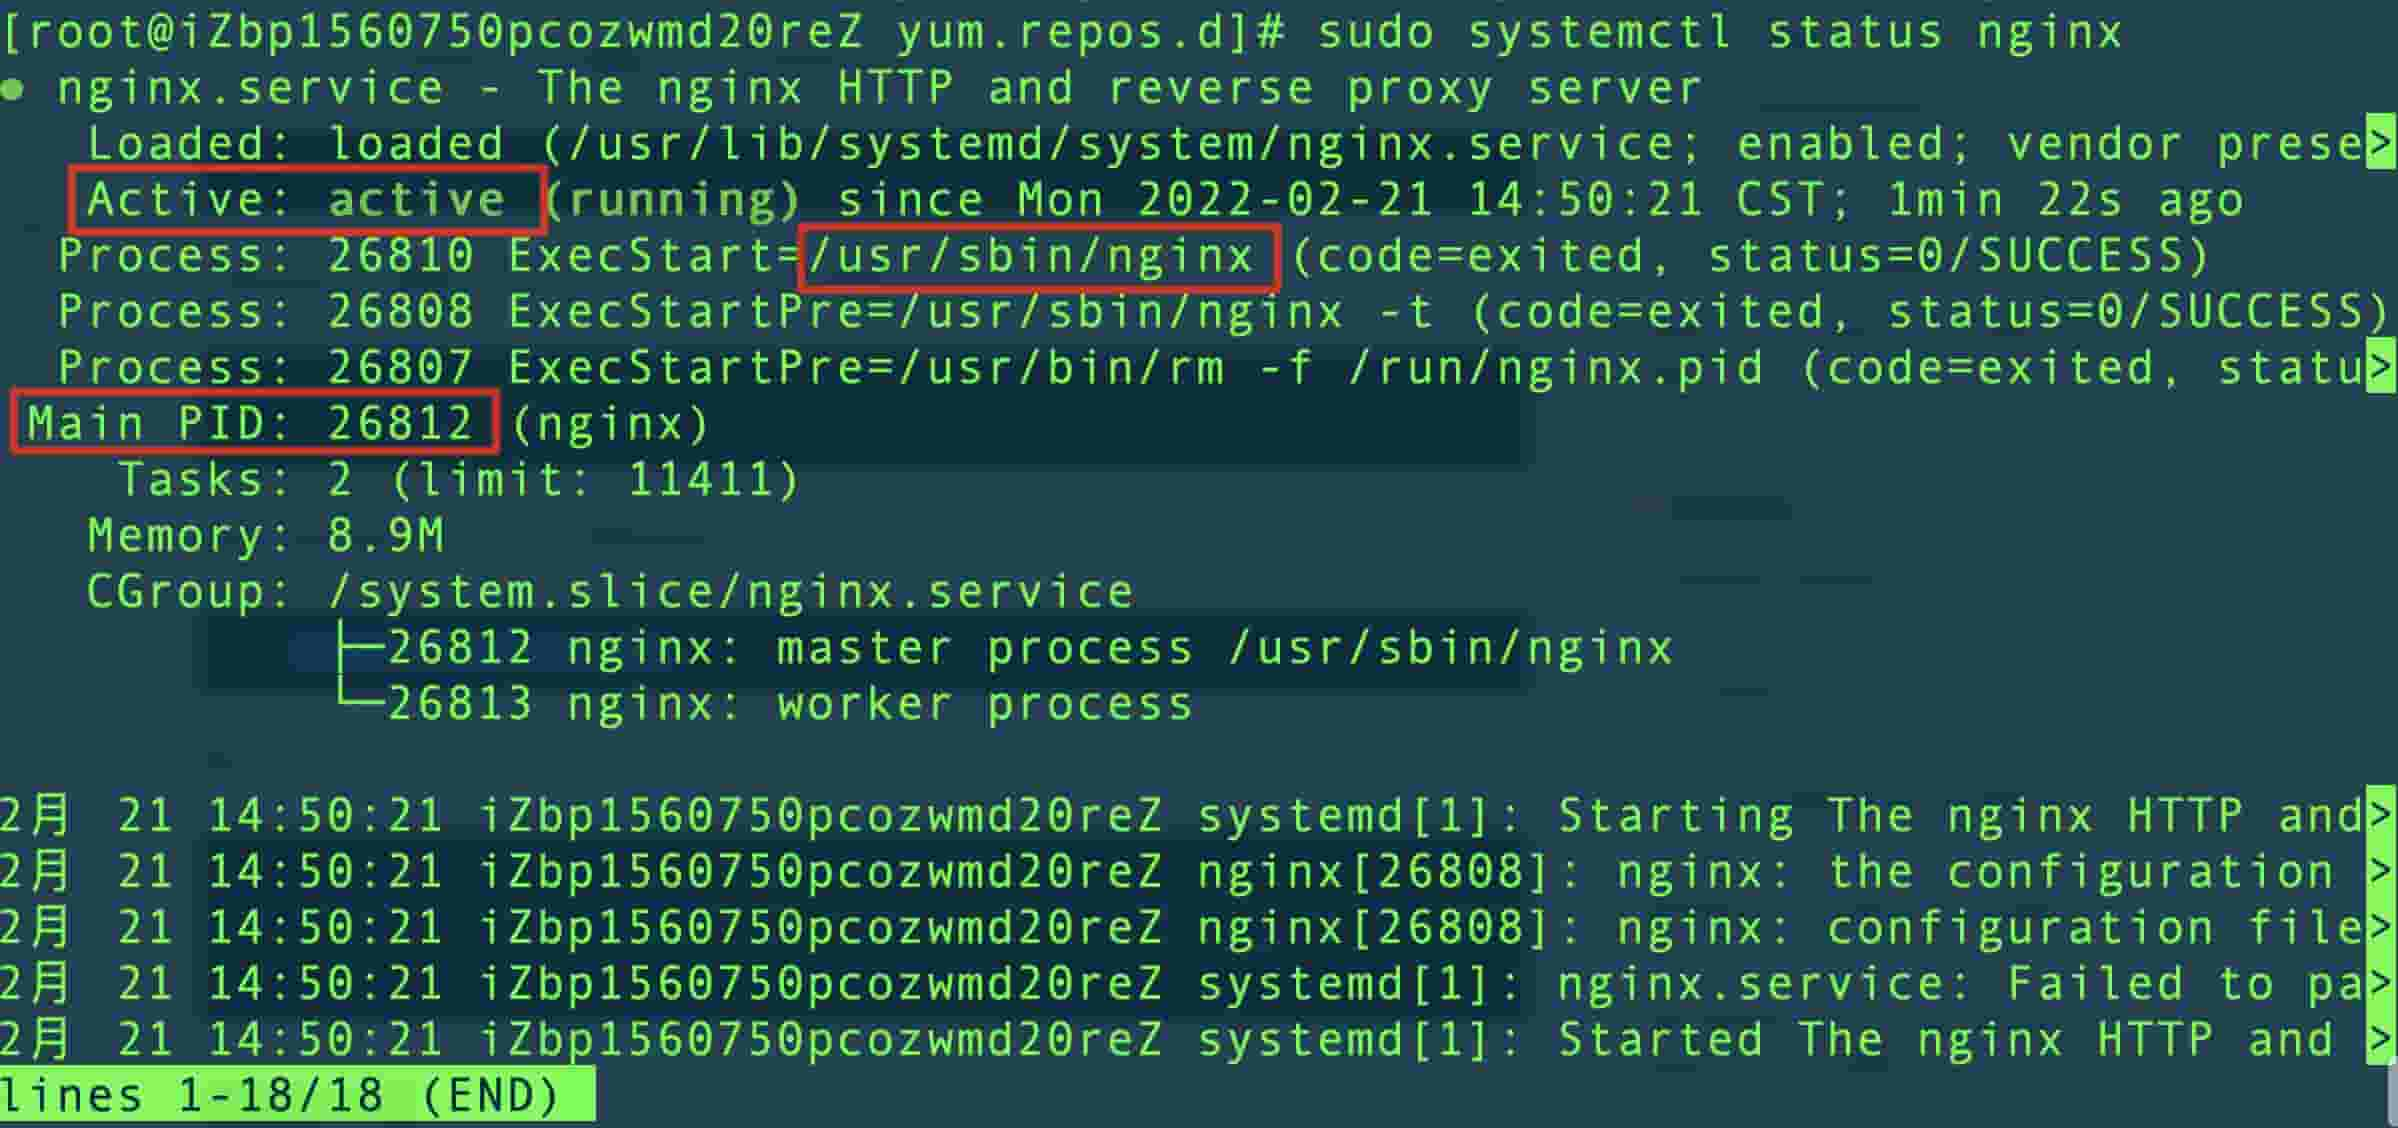 [root@iZbp1560750pcozwmd20reZ yum.repos.d]# sudo systemctl status nginx
● nginx.service - The nginx HTTP and reverse proxy server
   Loaded: loaded (/usr/lib/systemd/system/nginx.service; enabled; vendor prese>
   Active: active (running) since Mon 2022-02-21 14:50:21 CST; 1min 22s ago
  Process: 26810 ExecStart=/usr/sbin/nginx (code=exited, status=0/SUCCESS)
  Process: 26808 ExecStartPre=/usr/sbin/nginx -t (code=exited, status=0/SUCCESS)
  Process: 26807 ExecStartPre=/usr/bin/rm -f /run/nginx.pid (code=exited, statu>
 Main PID: 26812 (nginx)
    Tasks: 2 (limit: 11411)
   Memory: 8.9M
   CGroup: /system.slice/nginx.service
           ├─26812 nginx: master process /usr/sbin/nginx
           └─26813 nginx: worker process
2月 21 14:50:21 iZbp1560750pcozwmd20reZ systemd[1]: Starting The nginx HTTP and>
2月 21 14:50:21 iZbp1560750pcozwmd20reZ nginx[26808]: nginx: the configuration >
2月 21 14:50:21 iZbp1560750pcozwmd20reZ nginx[26808]: nginx: configuration file>
2月 21 14:50:21 iZbp1560750pcozwmd20reZ systemd[1]: nginx.service: Failed to pa>
2月 21 14:50:21 iZbp1560750pcozwmd20reZ systemd[1]: Started The nginx HTTP and >
lines 1-18/18 (END)